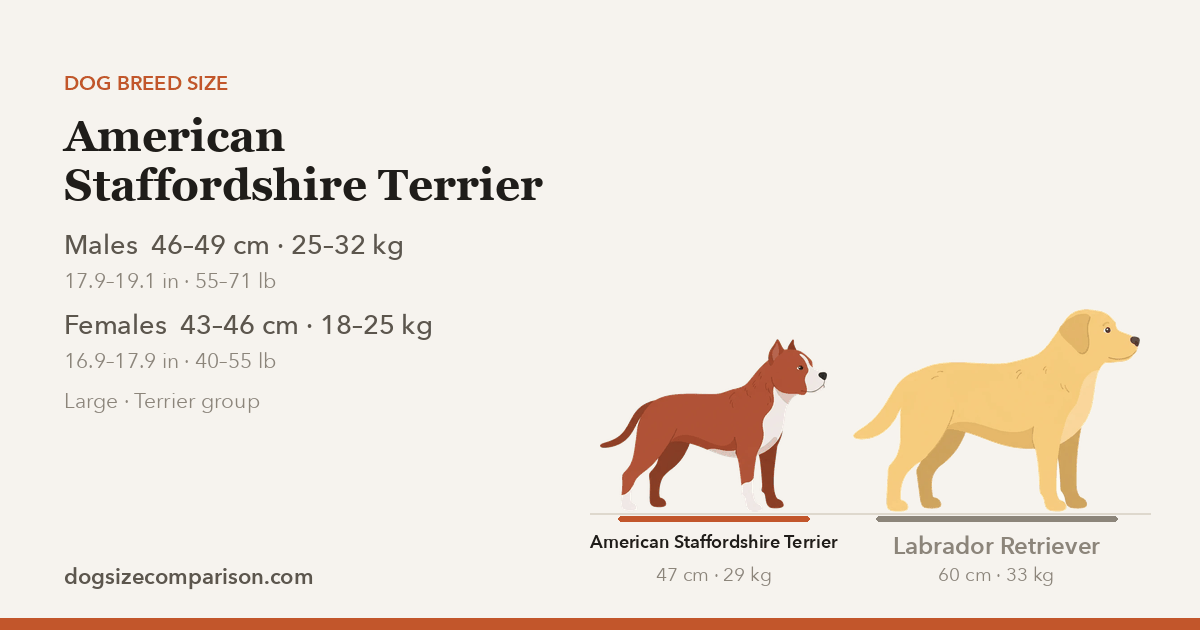 DOG BREED SIZE
American
Staffordshire Terrier
Males 46–49 cm · 25–32 kg
17.9–19.1 in · 55–71 lb
Females 43–46 cm · 18–25 kg
16.9–17.9 in · 40–55 lb
Large · Terrier group
American Staffordshire Terrier
47 cm · 29 kg
Labrador Retriever
60 cm · 33 kg
dogsizecomparison.com